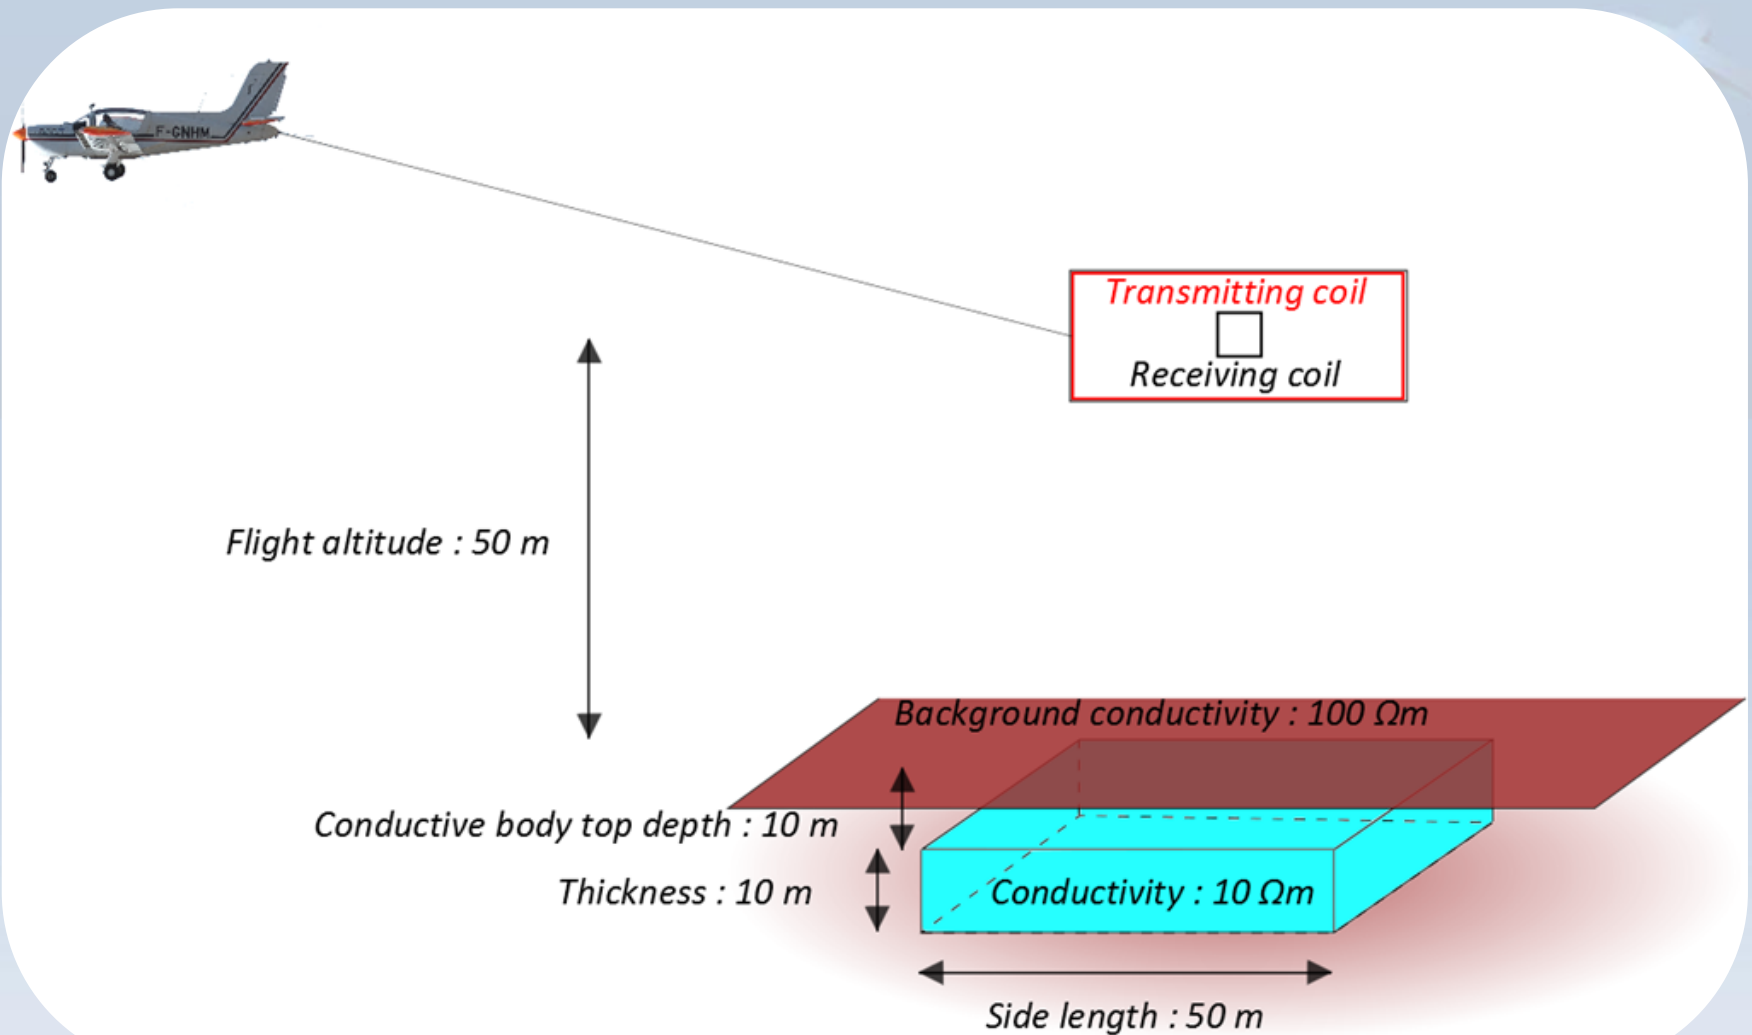 F-GNHM
Transmitting coil
Receiving coil
Flight altitude : 50 m
Background conductivity : 100 Ωm
Conductive body top depth : 10 m
Thickness : 10 m
Conductivity : 10 Ωm
Side length : 50 m